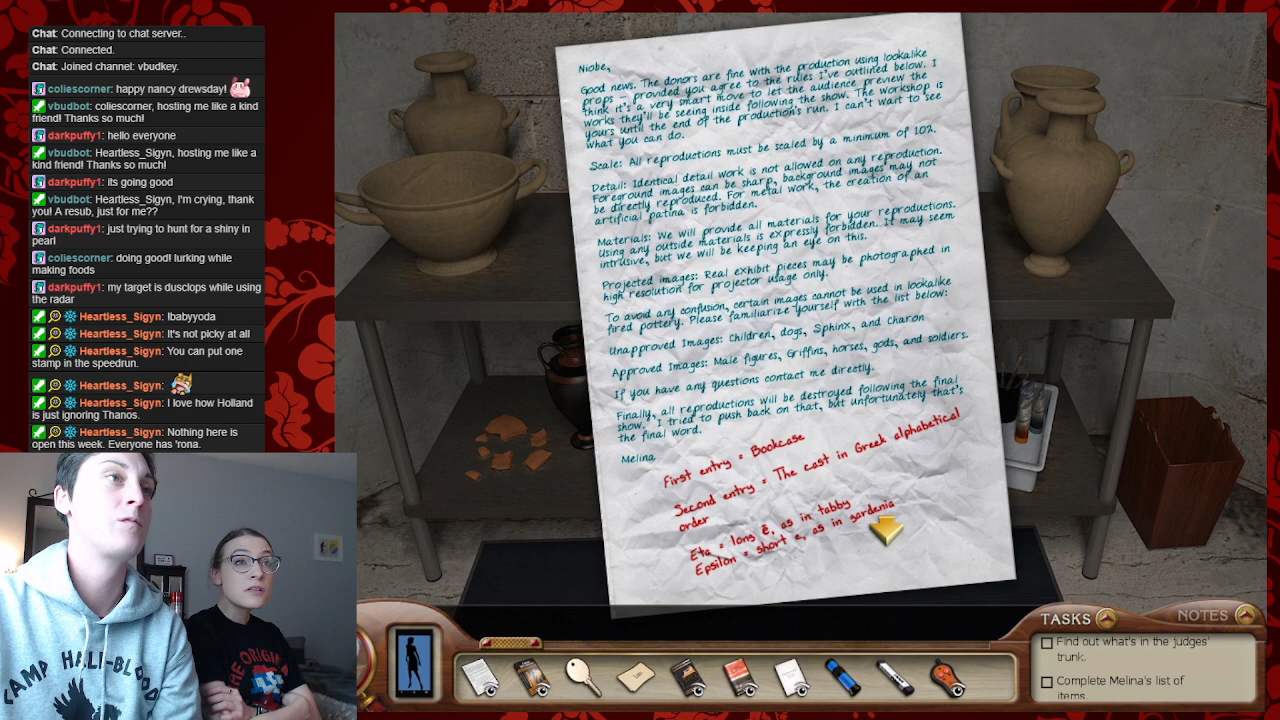 Chat: Connecting to chat server..
Chat: Connected.
Chat: Joined channel: vbudkey.
coliescorner: happy nancy drewsday!
vbudbot: coliescorner, hosting me like a kind
friend! Thanks so much!
darkpuffy1: hello everyone
vbudbot: Heartless_Sigyn, hosting me like a
kind friend! Thanks so much!
darkpuffy1: its going good
vbudbot: Heartless_Sigyn, I'm crying, thank
you! A resub, just for me??
darkpuffy1: just trying to hunt for a shiny in
pearl
coliescorner: doing good! lurking while
making foods
darkpuffy1: my target is dusclops while using
the radar
Heartless_Sigyn: !babyyoda
Heartless_Sigyn: It's not picky at all
Heartless_Sigyn: You can put one
stamp in the speedrun.
Heartless_Sigyn:
Heartless_Sigyn: I love how Holland
is just ignoring Thanos.
Heartless_Sigyn: Nothing here is
open this week. Everyone has 'rona.
Niobe,
Good news. The donors are fine with the production using lookalike
props – provided you agree to the rules I've outlined below. I
think it's a very smart move to let the audience preview the
works they'll be seeing inside following the show. The workshop is
yours until the end of the production's run. I can't wait to see
what you can do.
Scale: All reproductions must be scaled by a minimum of 10%.
Detail: Identical detail work is not allowed on any reproduction.
Foreground images can be sharp, background images may not
be directly reproduced. For metal work, the creation of an
artificial patina is forbidden.
Materials: We will provide all materials for your reproductions.
Using any outside materials is expressly forbidden. It may seem
intrusive, but we will be keeping an eye on this.
Projected images: Real exhibit pieces may be photographed in
high resolution for projector usage only.
To avoid any confusion, certain images cannot be used in lookalike
fired pottery. Please familiarize yourself with the list below:
Unapproved Images: Children, dogs, Sphinx, and Charon
Approved Images: Male figures, Griffins, horses, gods, and soldiers.
If you have any questions contact me directly.
Finally, all reproductions will be destroyed following the final
show. I tried to push back on that, but unfortunately that's
the final word.
Melina
First entry = Bookcase
Second entry = The cast in Greek alphabetical
order
Eta = long ē, as in tabby
Epsilon = short e, as in gardenia
TASKS
NOTES
Find out what's in the judges'
trunk.
Complete Melina's list of
items.
CAMP HALF-BLOOD